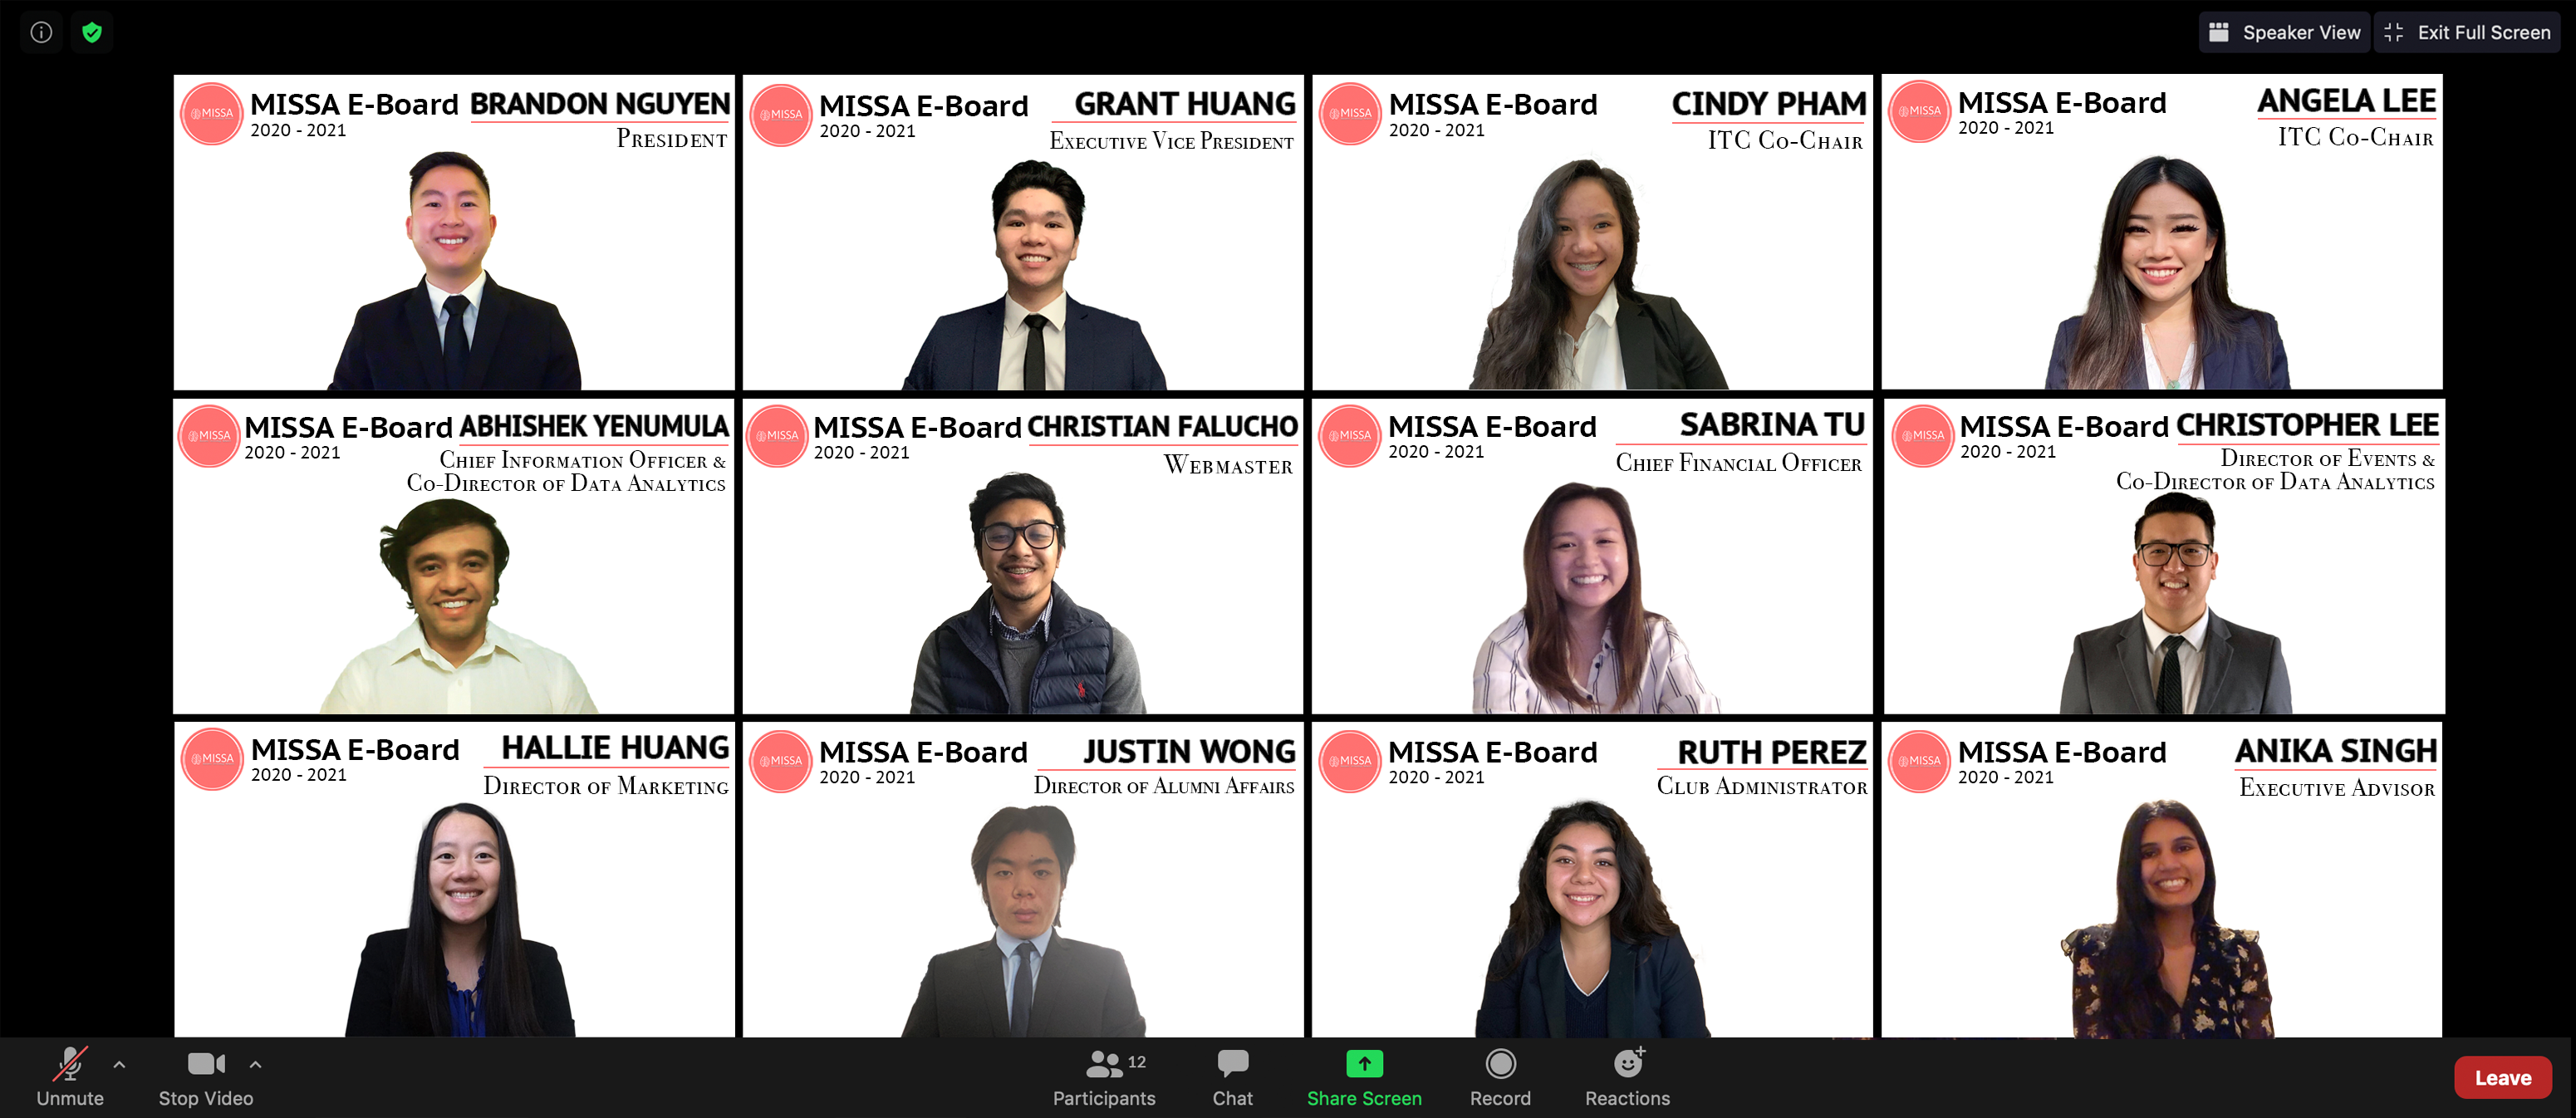 Speaker View
Exit Full Screen
MISSA
MISSA E-Board
2020 - 2021
BRANDON NGUYEN
President
MISSA
MISSA E-Board
2020 - 2021
GRANT HUANG
Executive Vice President
MISSA
MISSA E-Board
2020 - 2021
CINDY PHAM
ITC Co-Chair
MISSA
MISSA E-Board
2020 - 2021
ANGELA LEE
ITC Co-Chair
MISSA
MISSA E-Board
2020 - 2021
ABHISHEK YENUMULA
Chief Information Officer &
Co-Director of Data Analytics
MISSA
MISSA E-Board
2020 - 2021
CHRISTIAN FALUCHO
Webmaster
MISSA
MISSA E-Board
2020 - 2021
SABRINA TU
Chief Financial Officer
MISSA
MISSA E-Board
2020 - 2021
CHRISTOPHER LEE
Director of Events &
Co-Director of Data Analytics
MISSA
MISSA E-Board
2020 - 2021
HALLIE HUANG
Director of Marketing
MISSA
MISSA E-Board
2020 - 2021
JUSTIN WONG
Director of Alumni Affairs
MISSA
MISSA E-Board
2020 - 2021
RUTH PEREZ
Club Administrator
MISSA
MISSA E-Board
2020 - 2021
ANIKA SINGH
Executive Advisor
Unmute
Stop Video
12
Participants
Chat
Share Screen
Record
Reactions
Leave